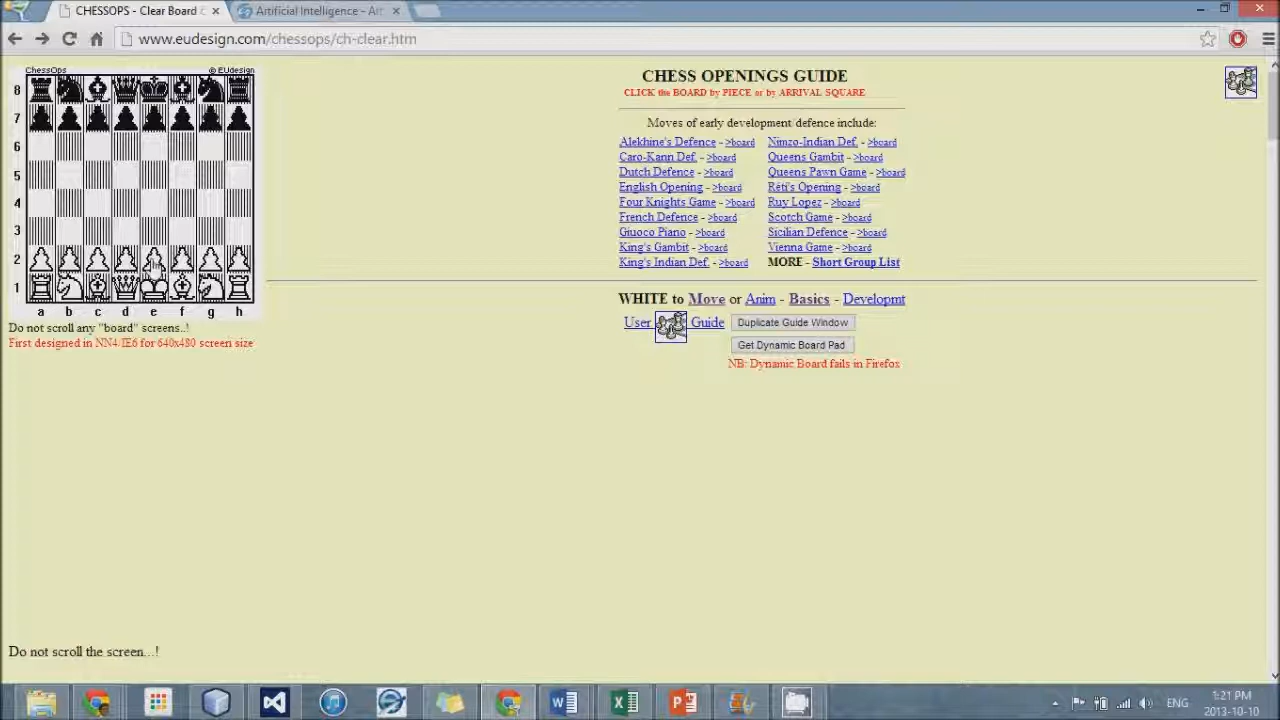 CHESSOPS - Clear Board &
Artificial Intelligence - Art
www.eudesign.com/chessops/ch-clear.htm
ChessOps © EUdesign
8
7
6
5
4
3
2
1
a b c d e f g h
Do not scroll any "board" screens..!
First designed in NN4/IE6 for 640x480 screen size
CHESS OPENINGS GUIDE
CLICK the BOARD by PIECE or by ARRIVAL SQUARE
Moves of early development/defence include:
Alekhine's Defence - >board Nimzo-Indian Def. - >board
Caro-Kann Def. - >board Queens Gambit - >board
Dutch Defence - >board Queens Pawn Game - >board
English Opening - >board Réti's Opening - >board
Four Knights Game - >board Ruy Lopez - >board
French Defence - >board Scotch Game - >board
Giuoco Piano - >board Sicilian Defence - >board
King's Gambit - >board Vienna Game - >board
King's Indian Def. - >board MORE - Short Group List
WHITE to Move or Anim - Basics - Developmt
User Guide Duplicate Guide Window
Get Dynamic Board Pad
NB: Dynamic Board fails in Firefox
Do not scroll the screen...!
ENG
1:21 PM
2013-10-10